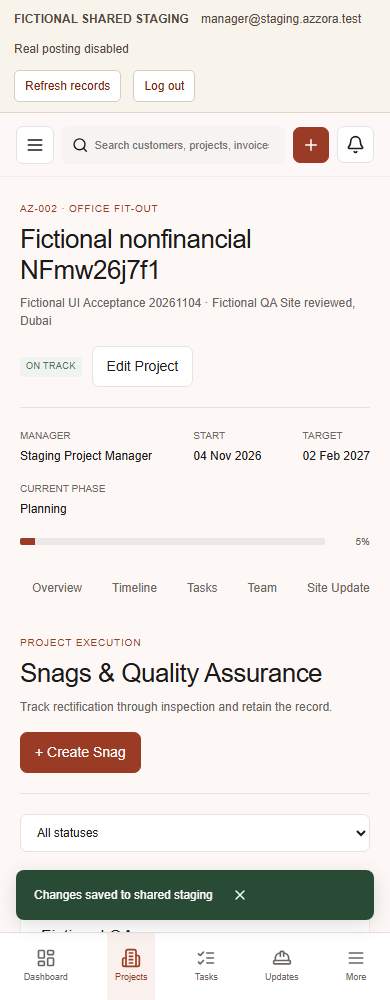 FICTIONAL SHARED STAGING manager@staging.azzora.test
Real posting disabled
Refresh records Log out
Search customers, projects, invoices
AZ-002 · OFFICE FIT-OUT
Fictional nonfinancial
NFmw26j7f1
Fictional UI Acceptance 20261104 · Fictional QA Site reviewed,
Dubai
ON TRACK Edit Project
MANAGER START TARGET
Staging Project Manager 04 Nov 2026 02 Feb 2027
CURRENT PHASE
Planning
5%
Overview Timeline Tasks Team Site Update
PROJECT EXECUTION
Snags & Quality Assurance
Track rectification through inspection and retain the record.
+ Create Snag
All statuses
Changes saved to shared staging
Dashboard Projects Tasks Updates More